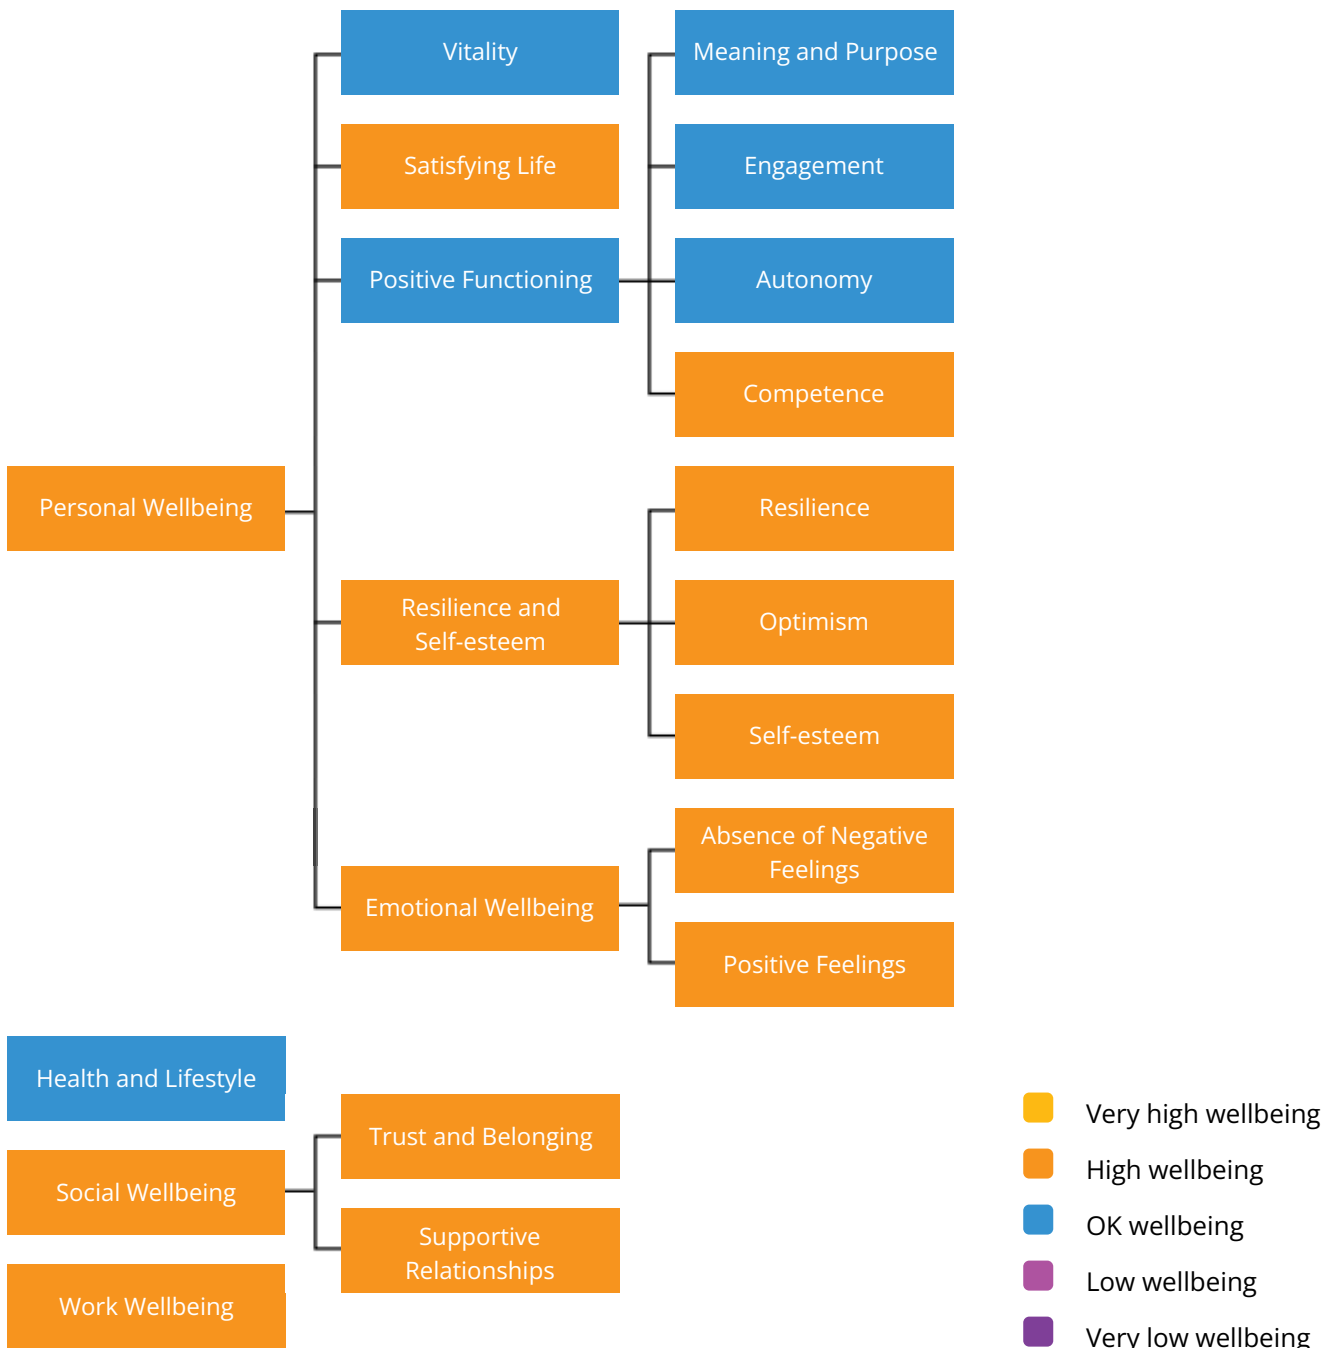 Vitality
Meaning and Purpose
Satisfying Life
Engagement
Positive Functioning
Autonomy
Competence
Personal Wellbeing
Resilience
Resilience and
Self-esteem
Optimism
Self-esteem
Absence of Negative
Feelings
Emotional Wellbeing
Positive Feelings
Health and Lifestyle
Trust and Belonging
Social Wellbeing
Supportive
Relationships
Work Wellbeing
Very high wellbeing
High wellbeing
OK wellbeing
Low wellbeing
Very low wellbeing